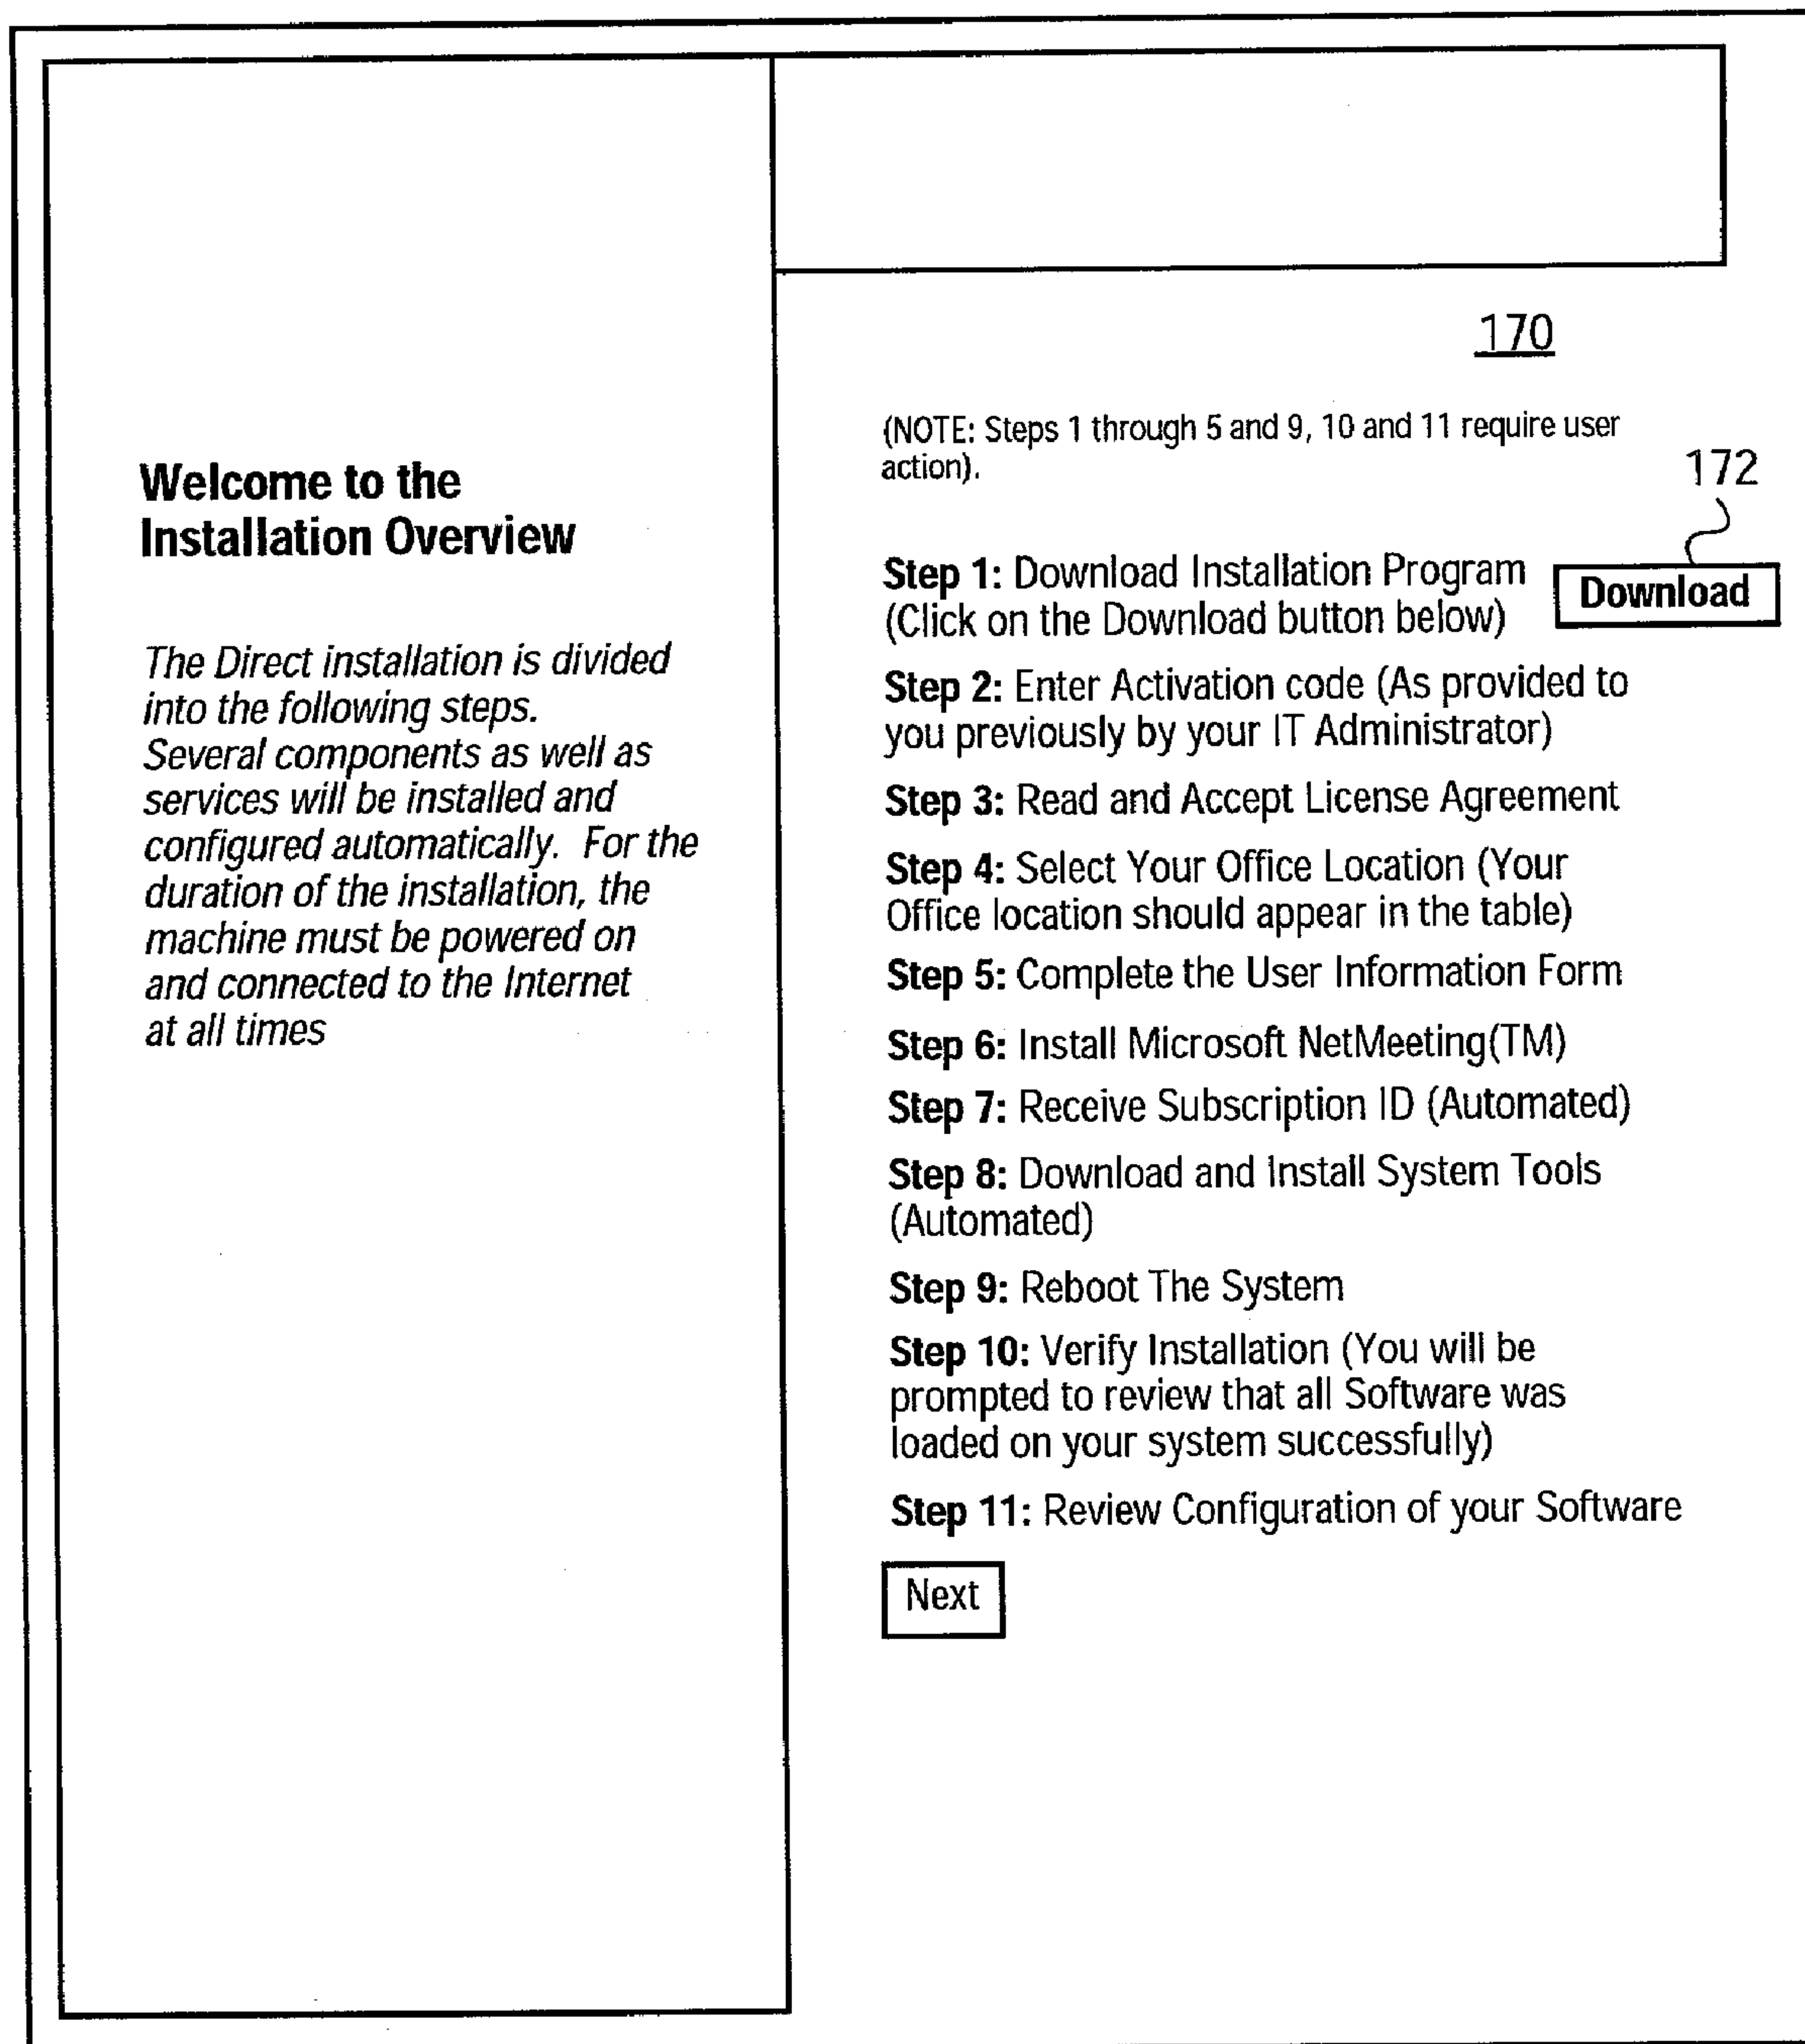 Welcome to the
Installation Overview
The Direct installation is divided
into the following steps.
Several components as well as
services will be installed and
configured automatically. For the
duration of the installation, the
machine must be powered on
and connected to the Internet
at all times
170
(NOTE: Steps 1 through 5 and 9, 10 and 11 require user
action).
172
Step 1: Download Installation Program
(Click on the Download button below)
Download
Step 2: Enter Activation code (As provided to
you previously by your IT Administrator)
Step 3: Read and Accept License Agreement
Step 4: Select Your Office Location (Your
Office location should appear in the table)
Step 5: Complete the User Information Form
Step 6: Install Microsoft NetMeeting(TM)
Step 7: Receive Subscription ID (Automated)
Step 8: Download and Install System Tools
(Automated)
Step 9: Reboot The System
Step 10: Verify Installation (You will be
prompted to review that all Software was
loaded on your system successfully)
Step 11: Review Configuration of your Software
Next